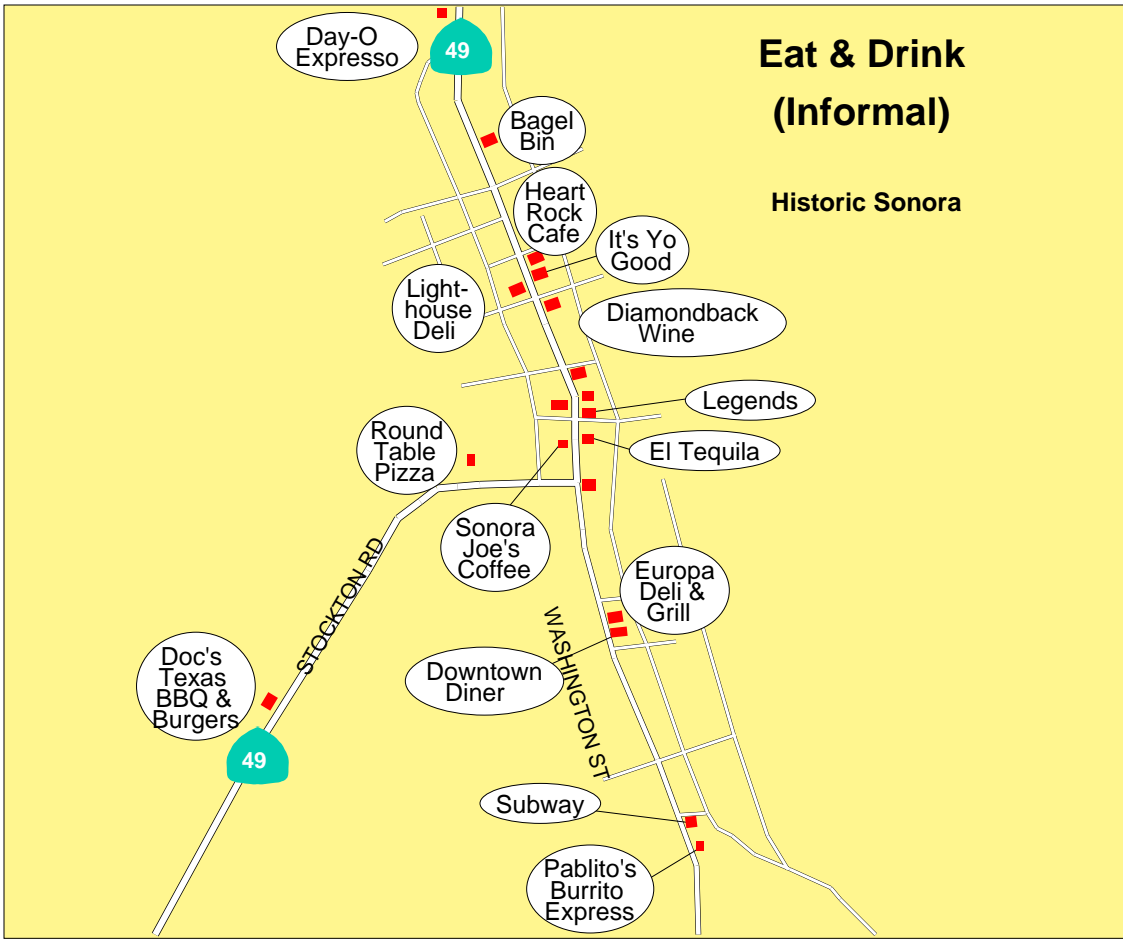 Day-O
Expresso
49
Eat & Drink
(Informal)
Historic Sonora
Bagel
Bin
Heart
Rock
Cafe
It's Yo
Good
Light-
house
Deli
Diamondback
Wine
Legends
El Tequila
Round
Table
Pizza
Sonora
Joe's
Coffee
STOCKTON RD
Europa
Deli &
Grill
WASHINGTON ST
Downtown
Diner
Doc's
Texas
BBQ &
Burgers
49
Subway
Pablito's
Burrito
Express